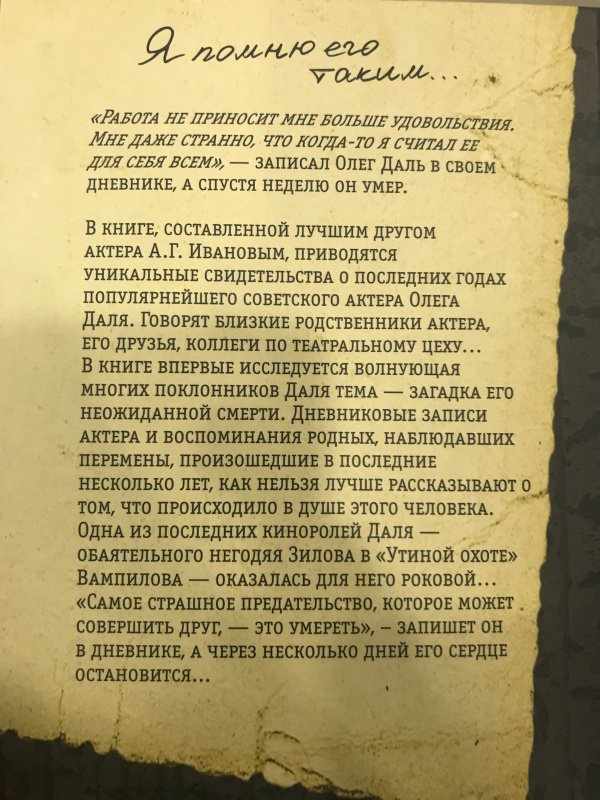 Я помню его
таким...
«Работа не приносит мне больше удовольствия.
Мне даже странно, что когда-то я считал ее
для себя всем», — записал Олег Даль в своем
дневнике, а спустя неделю он умер.
В книге, составленной лучшим другом
актера А.Г. Ивановым, приводятся
уникальные свидетельства о последних годах
популярнейшего советского актера Олега
Даля. Говорят близкие родственники актера,
его друзья, коллеги по театральному цеху...
В книге впервые исследуется волнующая
многих поклонников Даля тема — загадка его
неожиданной смерти. Дневниковые записи
актера и воспоминания родных, наблюдавших
перемены, произошедшие в последние
несколько лет, как нельзя лучше рассказывают о
том, что происходило в душе этого человека.
Одна из последних киноролей Даля —
обаятельного негодяя Зилова в «Утиной охоте»
Вампилова — оказалась для него роковой...
«Самое страшное предательство, которое может
совершить друг, — это умереть», – запишет он
в дневнике, а через несколько дней его сердце
остановится...